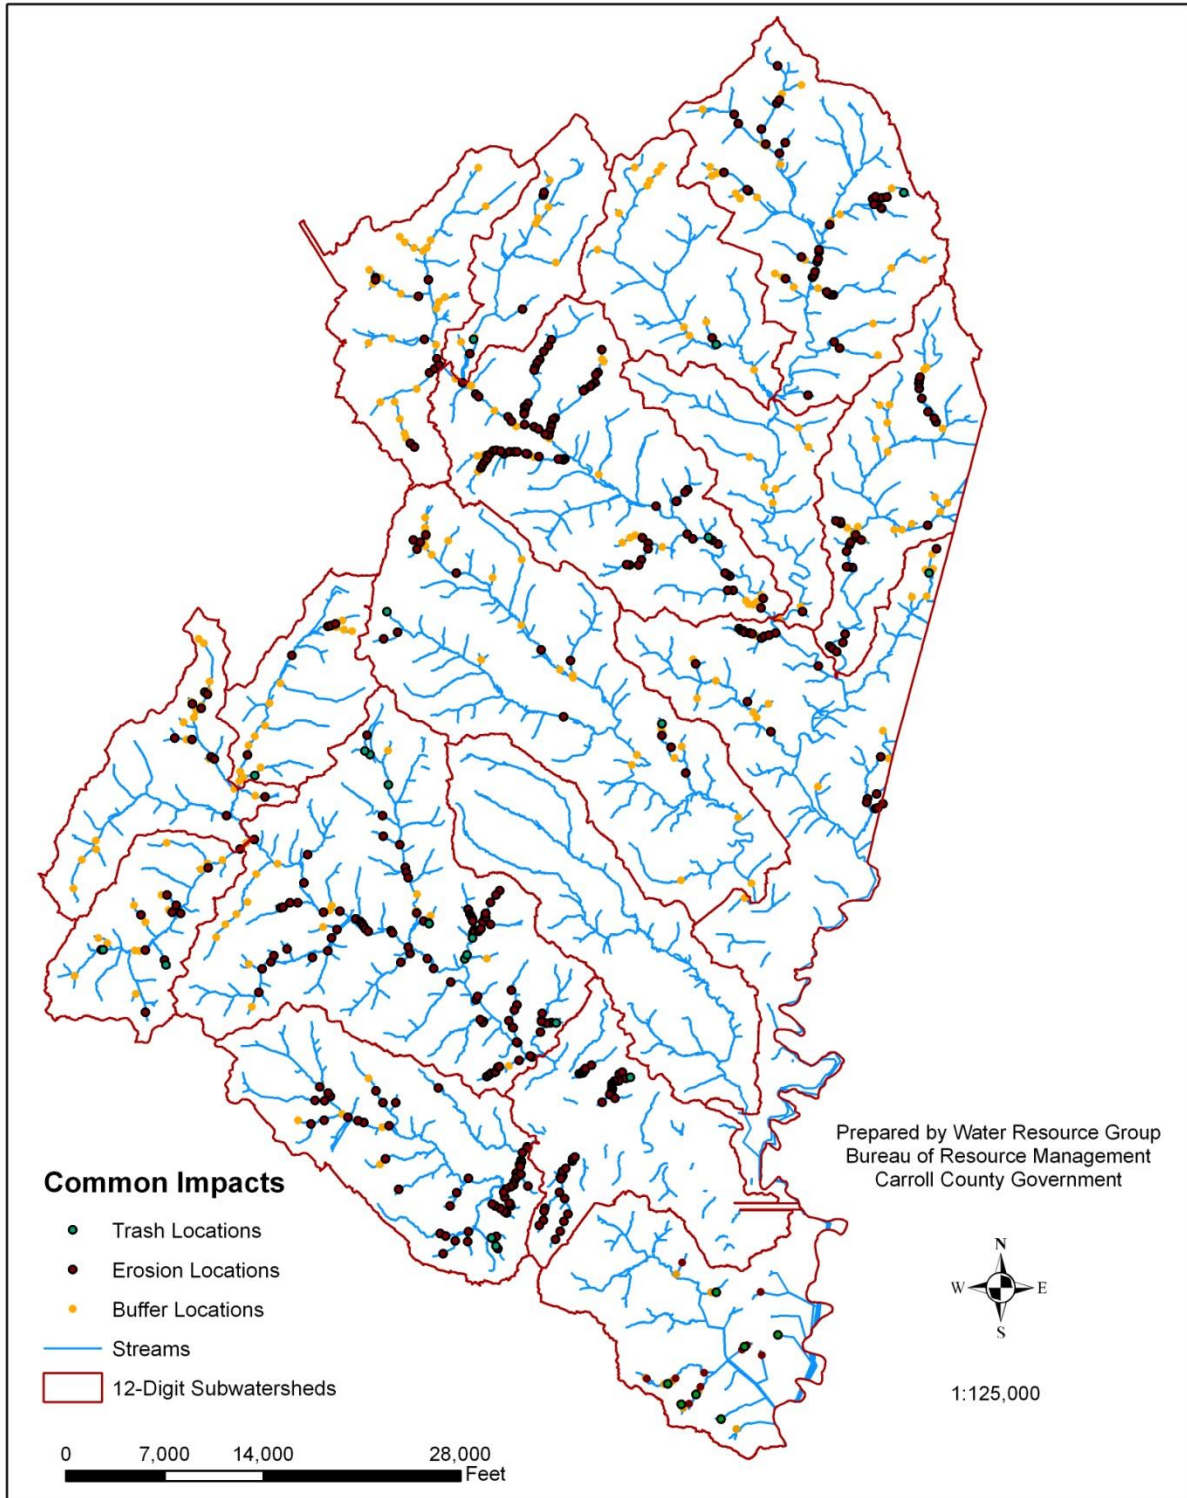 Prepared by Water Resource Group
Bureau of Resource Management
Carroll County Government
Common Impacts
Trash Locations
Erosion Locations
Buffer Locations
Streams
12-Digit Subwatersheds
N
W E
S
1:125,000
0 7,000 14,000 28,000
Feet